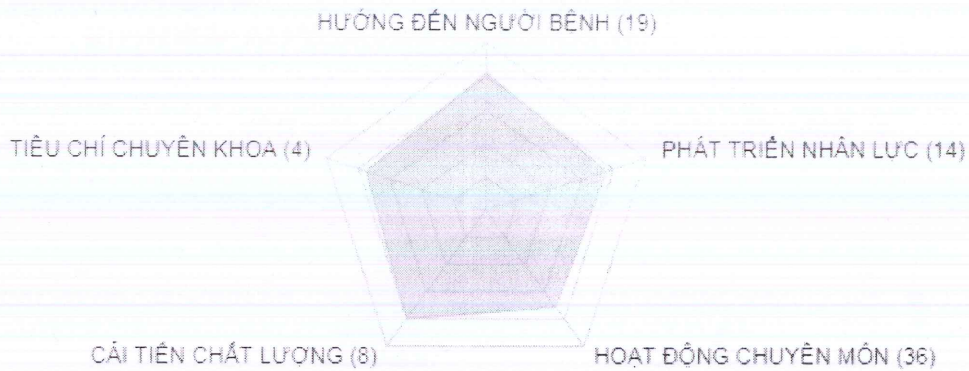 HƯỚNG ĐẾN NGƯỜI BỆNH (19)
TIÊU CHÍ CHUYÊN KHOA (4)
PHÁT TRIỂN NHÂN LỰC (14)
CẢI TIẾN CHẤT LƯỢNG (8)
HOẠT ĐỘNG CHUYÊN MÔN (36)